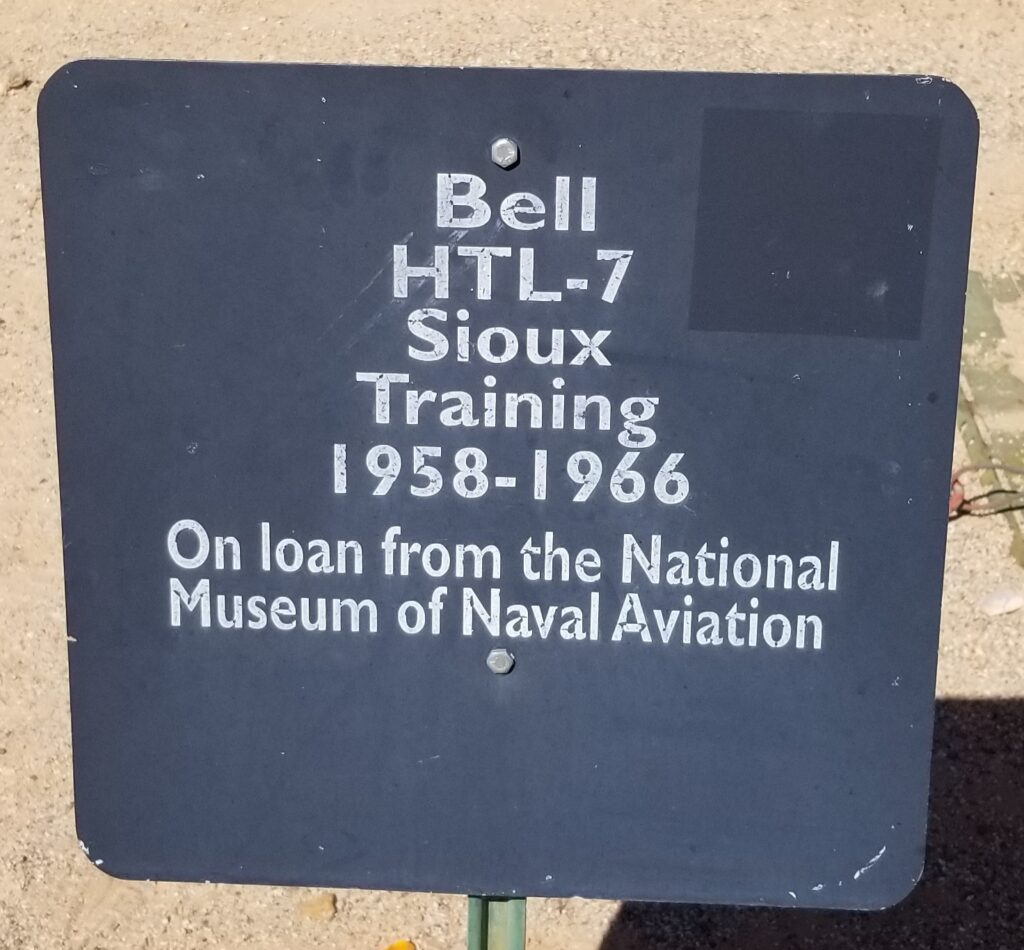 Bell
HTL-7
Sioux
Training
1958-1966
On loan from the National
Museum of Naval Aviation